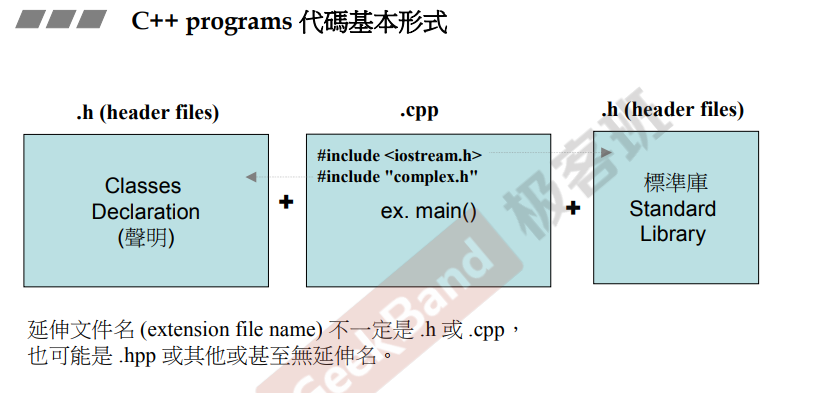 C++ programs 代碼基本形式
.h (header files)
.cpp
.h (header files)
Classes
Declaration
(聲明)
+
#include <iostream.h>
#include "complex.h"
ex. main()
+
標準庫
Standard
Library
延伸文件名 (extension file name) 不一定是 .h 或 .cpp，
也可能是 .hpp 或其他或甚至無延伸名。
GeekBand 极客班